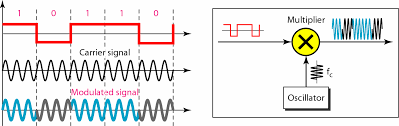 1 0 1 1 0
Carrier signal
Modulated signal
Multiplier
fc
Oscillator